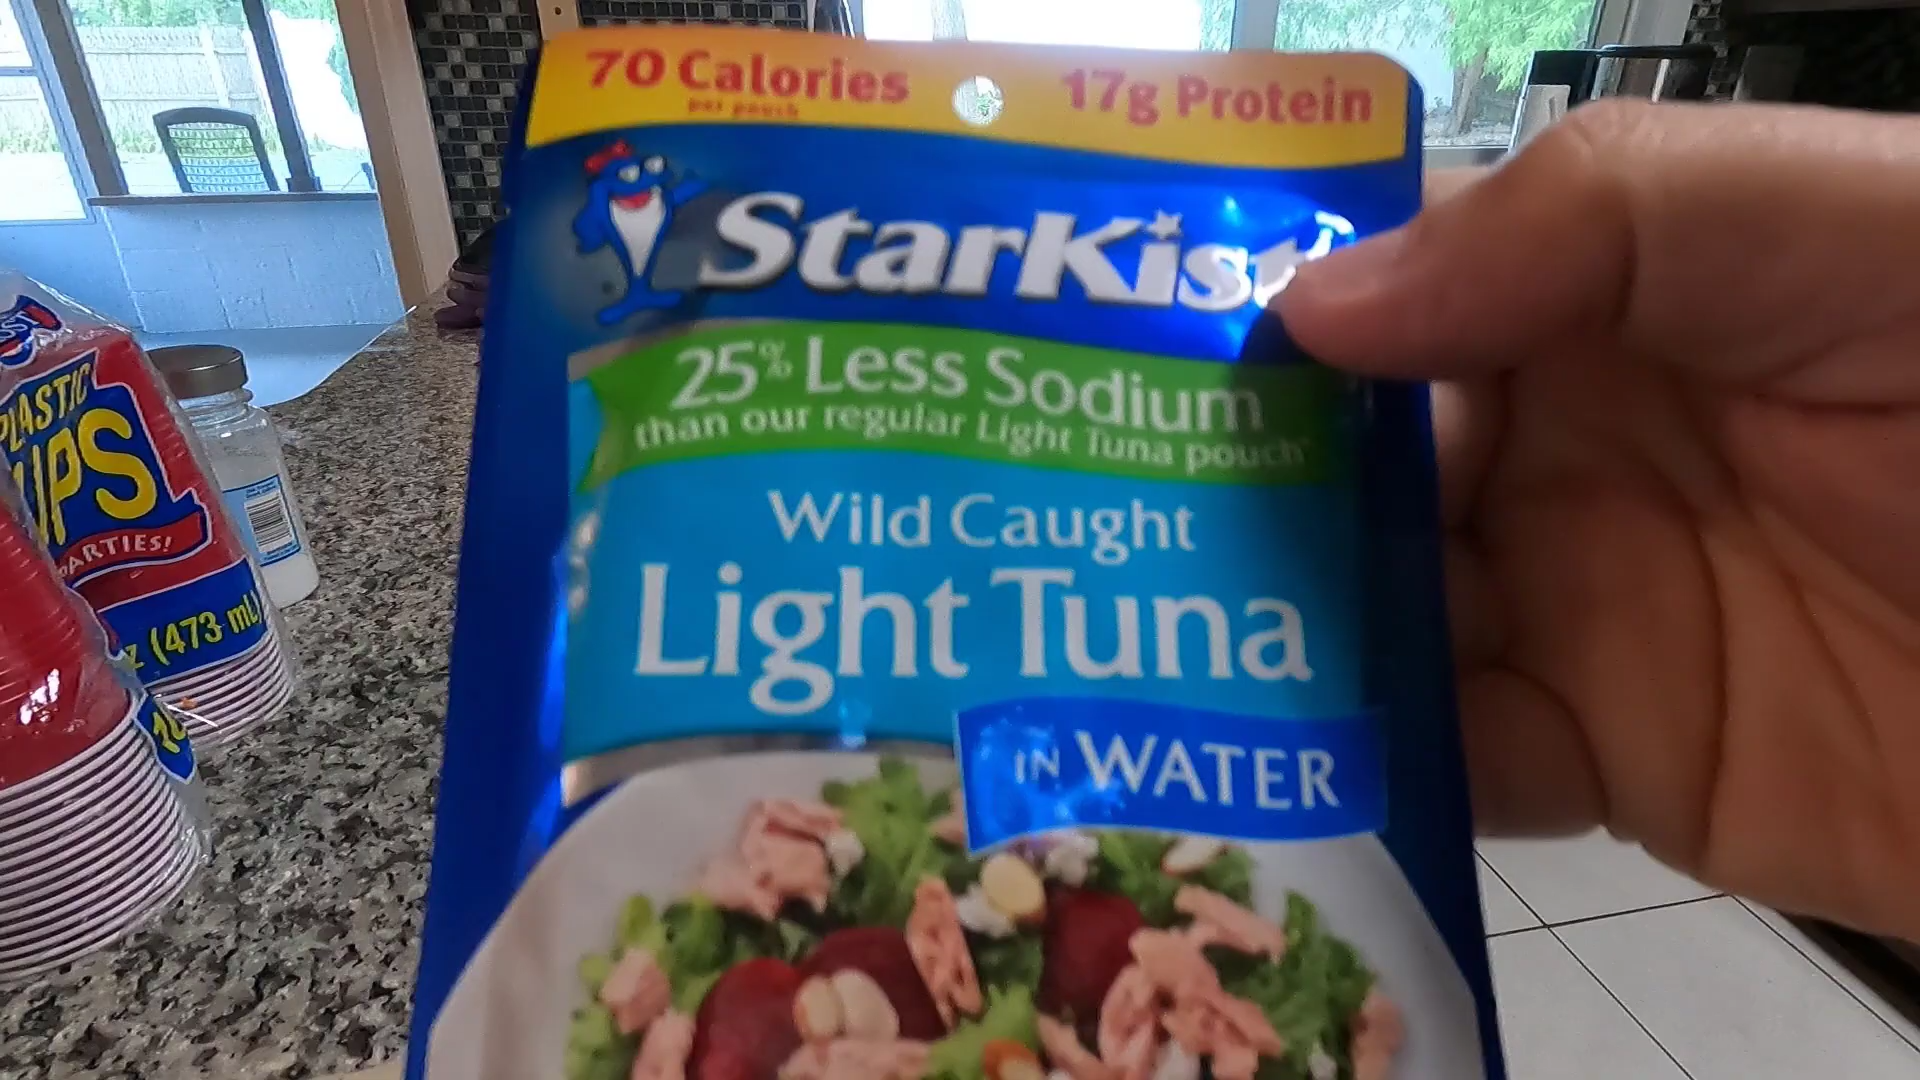 70 Calories
per pouch
17g Protein
StarKist
25% Less Sodium
than our regular Light Tuna pouch*
Wild Caught
Light Tuna
IN WATER
PLASTIC
UPS
PARTIES!
z (473 mL)